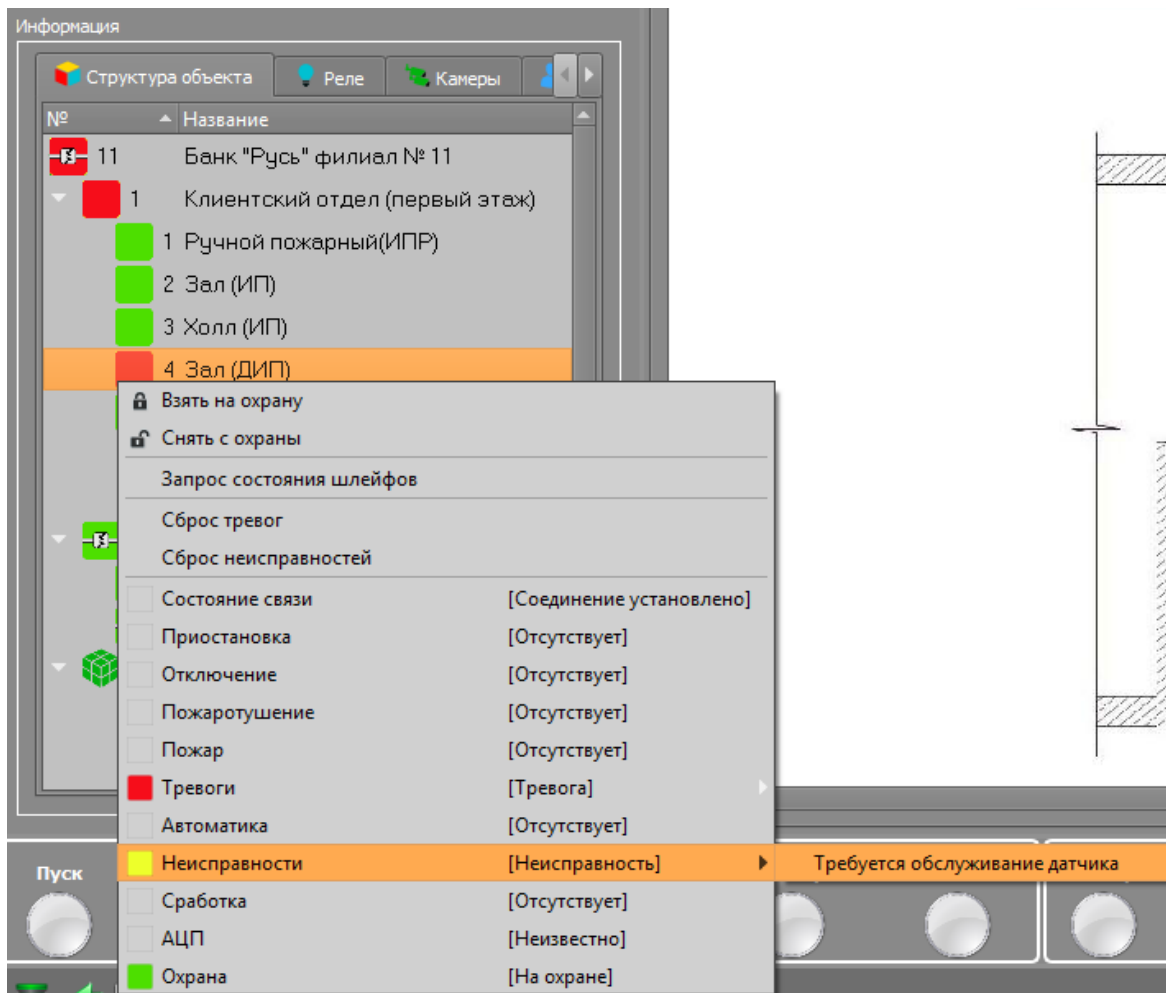 Информация
Структура объекта Реле Камеры
№ Название
11 Банк "Русь" филиал № 11
1 Клиентский отдел (первый этаж)
1 Ручной пожарный(ИПР)
2 Зал (ИП)
3 Холл (ИП)
4 Зал (ДИП)
Взять на охрану
Снять с охраны
Запрос состояния шлейфов
Сброс тревог
Сброс неисправностей
Состояние связи [Соединение установлено]
Приостановка [Отсутствует]
Отключение [Отсутствует]
Пожаротушение [Отсутствует]
Пожар [Отсутствует]
Тревоги [Тревога]
Автоматика [Отсутствует]
Неисправности [Неисправность] Требуется обслуживание датчика
Пуск
Сработка [Отсутствует]
АЦП [Неизвестно]
Охрана [На охране]